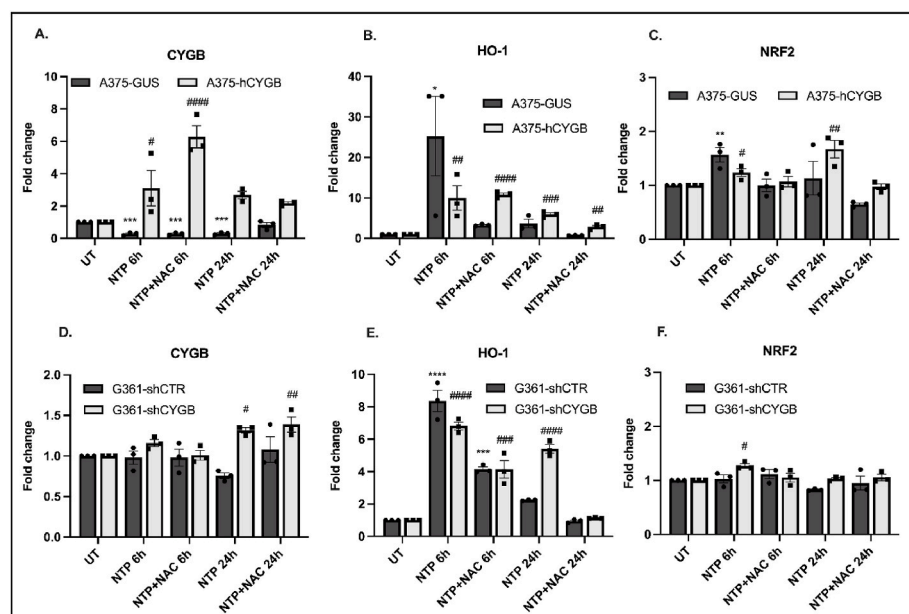 A.
CYGB
A375-GUS
A375-hCYGB
Fold change
10
8
6
4
2
0
#
####
***
***
***
UT
NTP 6h
NTP+NAC 6h
NTP 24h
NTP+NAC 24h
B.
HO-1
A375-GUS
A375-hCYGB
Fold change
40
30
20
10
0
*
##
####
###
##
UT
NTP 6h
NTP+NAC 6h
NTP 24h
NTP+NAC 24h
C.
NRF2
A375-GUS
A375-hCYGB
Fold change
2
1
0
**
#
##
UT
NTP 6h
NTP+NAC 6h
NTP 24h
NTP+NAC 24h
D.
CYGB
G361-shCTR
G361-shCYGB
Fold change
2.0
1.5
1.0
0.5
0.0
#
##
UT
NTP 6h
NTP+NAC 6h
NTP 24h
NTP+NAC 24h
E.
HO-1
G361-shCTR
G361-shCYGB
Fold change
10
8
6
4
2
0
****
####
***
###
####
UT
NTP 6h
NTP+NAC 6h
NTP 24h
NTP+NAC 24h
F.
NRF2
G361-shCTR
G361-shCYGB
Fold change
2
1
0
#
UT
NTP 6h
NTP+NAC 6h
NTP 24h
NTP+NAC 24h